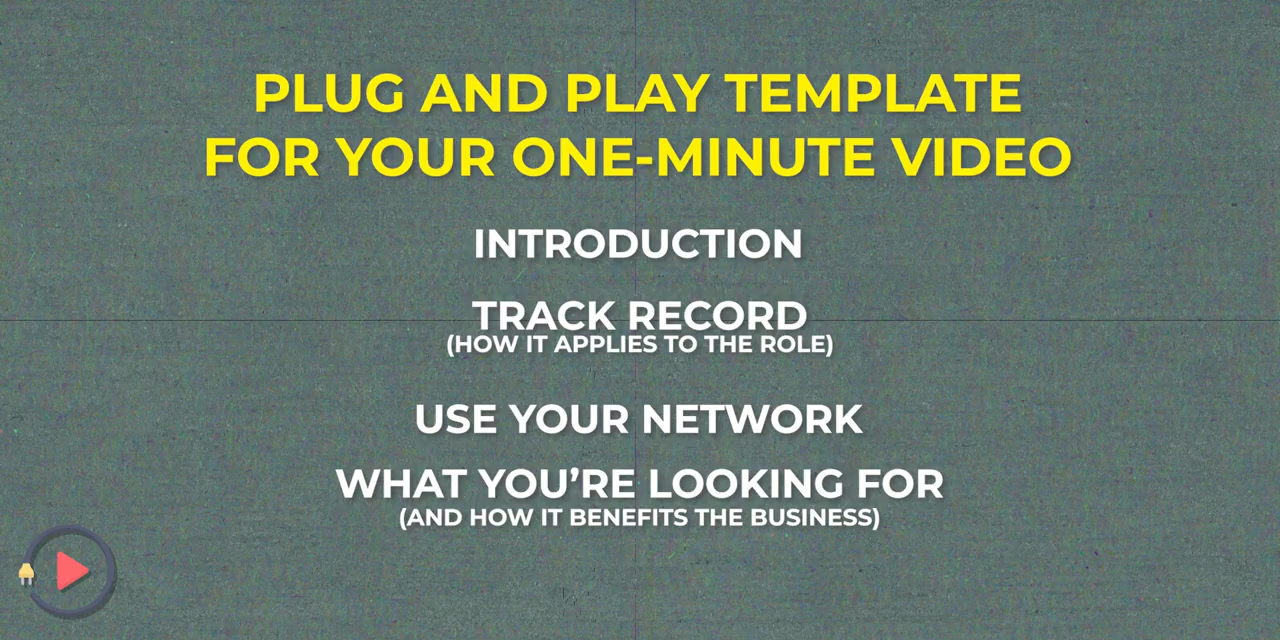 PLUG AND PLAY TEMPLATE
FOR YOUR ONE-MINUTE VIDEO
INTRODUCTION
TRACK RECORD
(HOW IT APPLIES TO THE ROLE)
USE YOUR NETWORK
WHAT YOU’RE LOOKING FOR
(AND HOW IT BENEFITS THE BUSINESS)